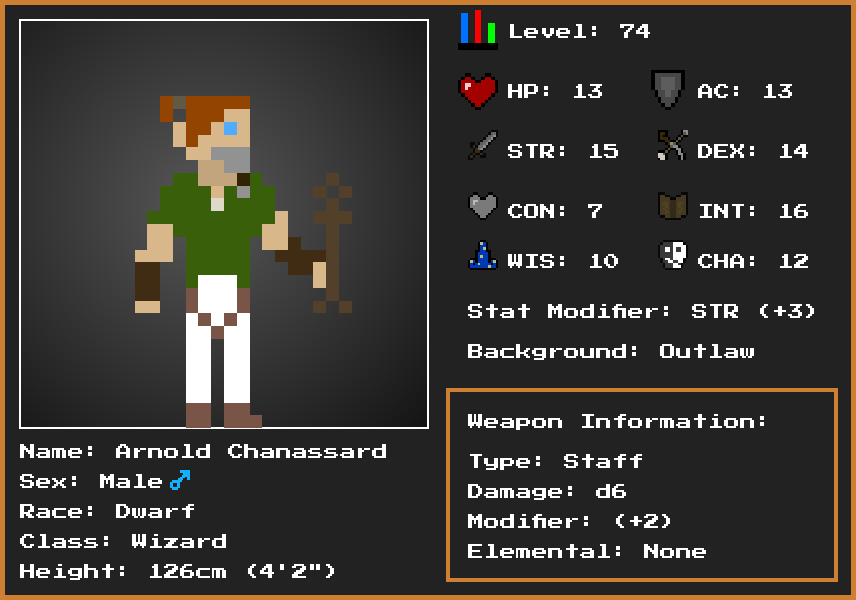 Level: 74
HP: 13
AC: 13
STR: 15
DEX: 14
CON: 7
INT: 16
WIS: 10
CHA: 12
Stat Modifier: STR (+3)
Background: Outlaw
Weapon Information:
Type: Staff
Damage: d6
Modifier: (+2)
Elemental: None
Name: Arnold Chanassard
Sex: Male ♂
Race: Dwarf
Class: Wizard
Height: 126cm (4'2")